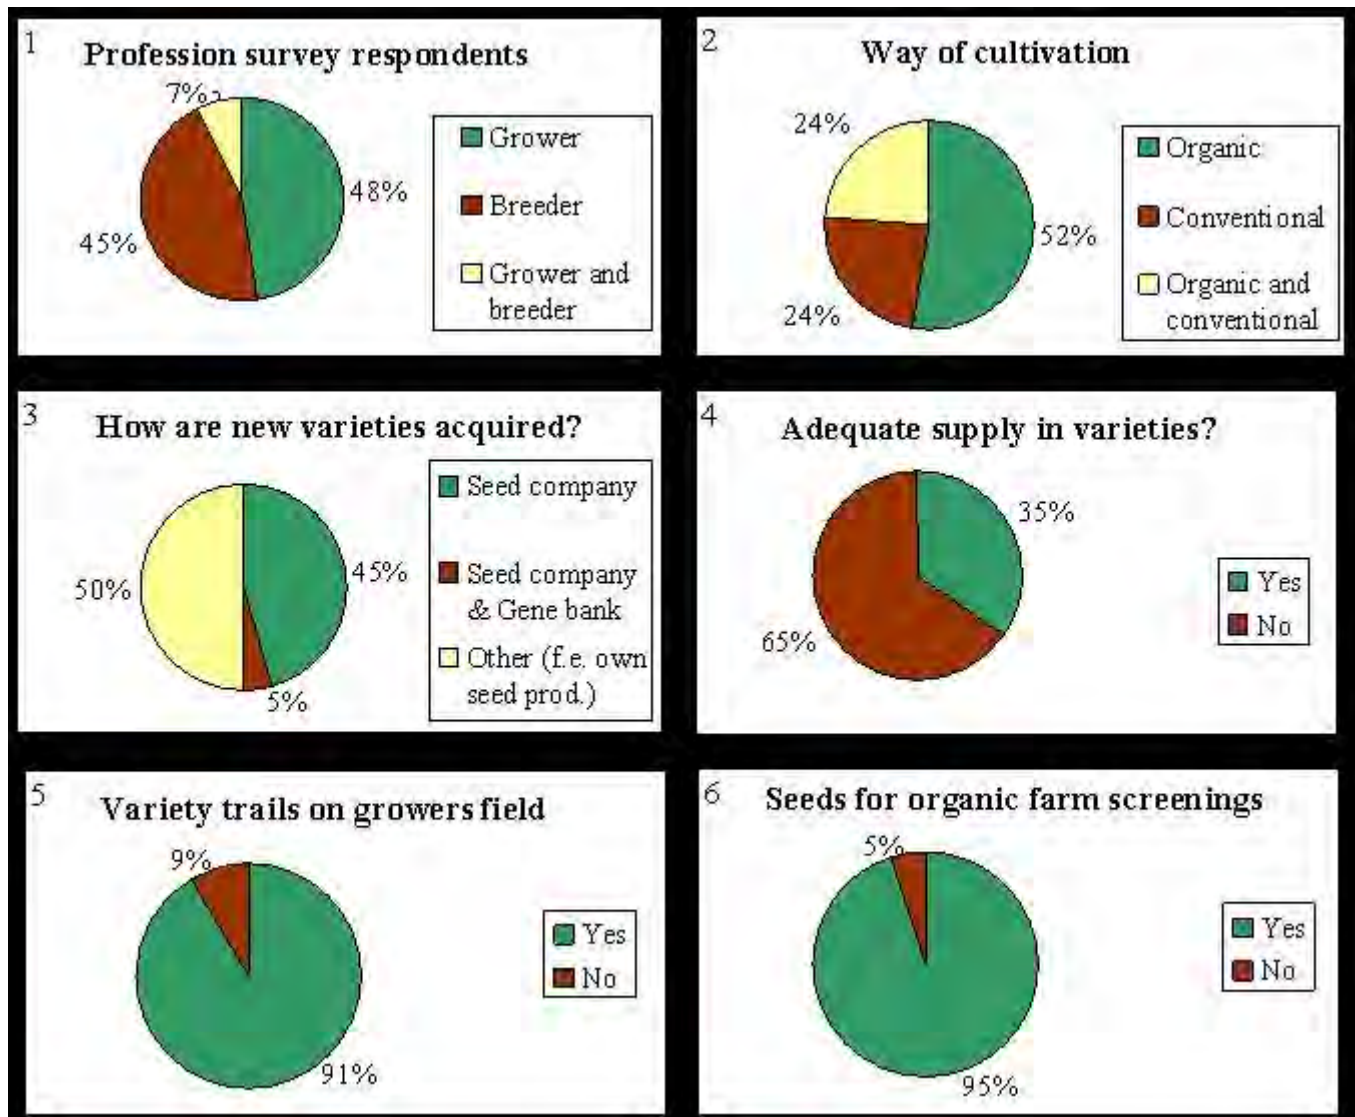 1
Profession survey respondents
7%
48%
45%
Grower
Breeder
Grower and
breeder
2
Way of cultivation
24%
52%
24%
Organic
Conventional
Organic and
conventional
3
How are new varieties acquired?
50%
45%
5%
Seed company
Seed company
& Gene bank
Other (f.e. own
seed prod.)
4
Adequate supply in varieties?
35%
65%
Yes
No
5
Variety trails on growers field
9%
91%
Yes
No
6
Seeds for organic farm screenings
5%
95%
Yes
No